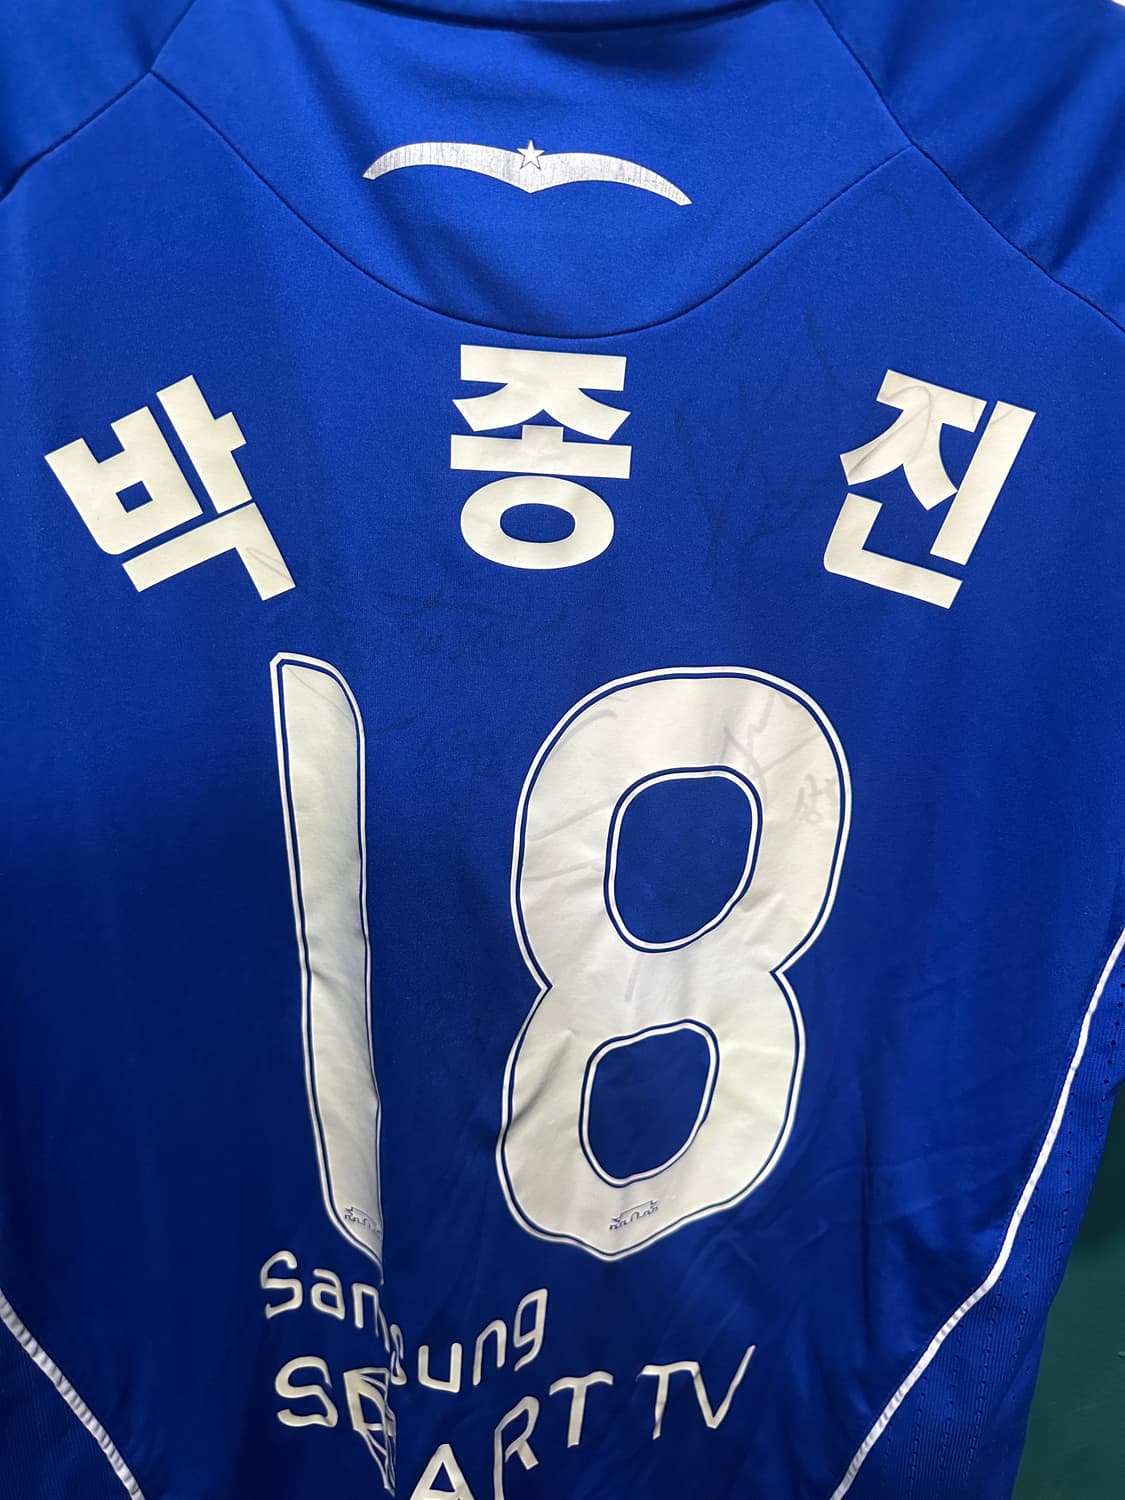 박종진
18
Samsung
SMART TV